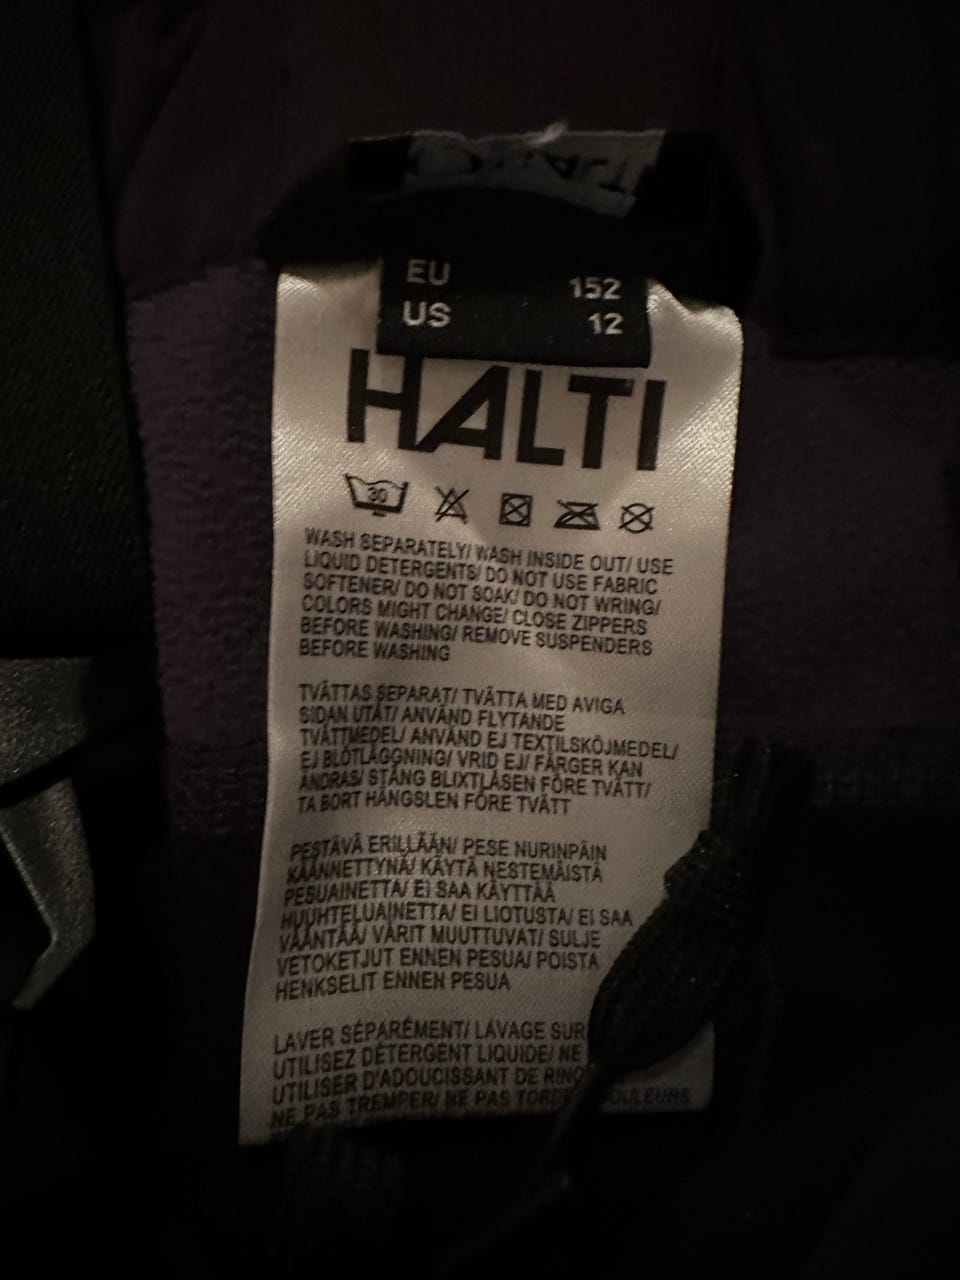 EU 152
US 12
HALTI
30
WASH SEPARATELY/ WASH INSIDE OUT/ USE
LIQUID DETERGENTS/ DO NOT USE FABRIC
SOFTENER/ DO NOT SOAK/ DO NOT WRING/
COLORS MIGHT CHANGE/ CLOSE ZIPPERS
BEFORE WASHING/ REMOVE SUSPENDERS
BEFORE WASHING
TVÄTTAS SEPARAT/ TVÄTTA MED AVIGA
SIDAN UTÅT/ ANVÄND FLYTANDE
TVÄTTMEDEL/ ANVÄND EJ TEXTILSKÖJMEDEL/
EJ BLÖTLÄGGNING/ VRID EJ/ FÄRGER KAN
ÄNDRAS/ STÄNG BLIXTLÅSEN FÖRE TVÄTT/
TA BORT HÄNGSLEN FÖRE TVÄTT
PESTÄVÄ ERILLÄÄN/ PESE NURINPÄIN
KÄÄNNETTYNÄ/ KÄYTÄ NESTEMÄISTÄ
PESUAINETTA/ EI SAA KÄYTTÄÄ
HUUHTELUAINETTA/ EI LIOTUSTA/ EI SAA
VÄÄNTÄÄ/ VÄRIT MUUTTUVAT/ SULJE
VETOKETJUT ENNEN PESUA/ POISTA
HENKSELIT ENNEN PESUA
LAVER SÉPARÉMENT/ LAVAGE SUR
UTILISEZ DÉTERGENT LIQUIDE/ NE
UTILISER D'ADOUCISSANT DE
NE PAS TREMPER/ NE PAS COULEURS